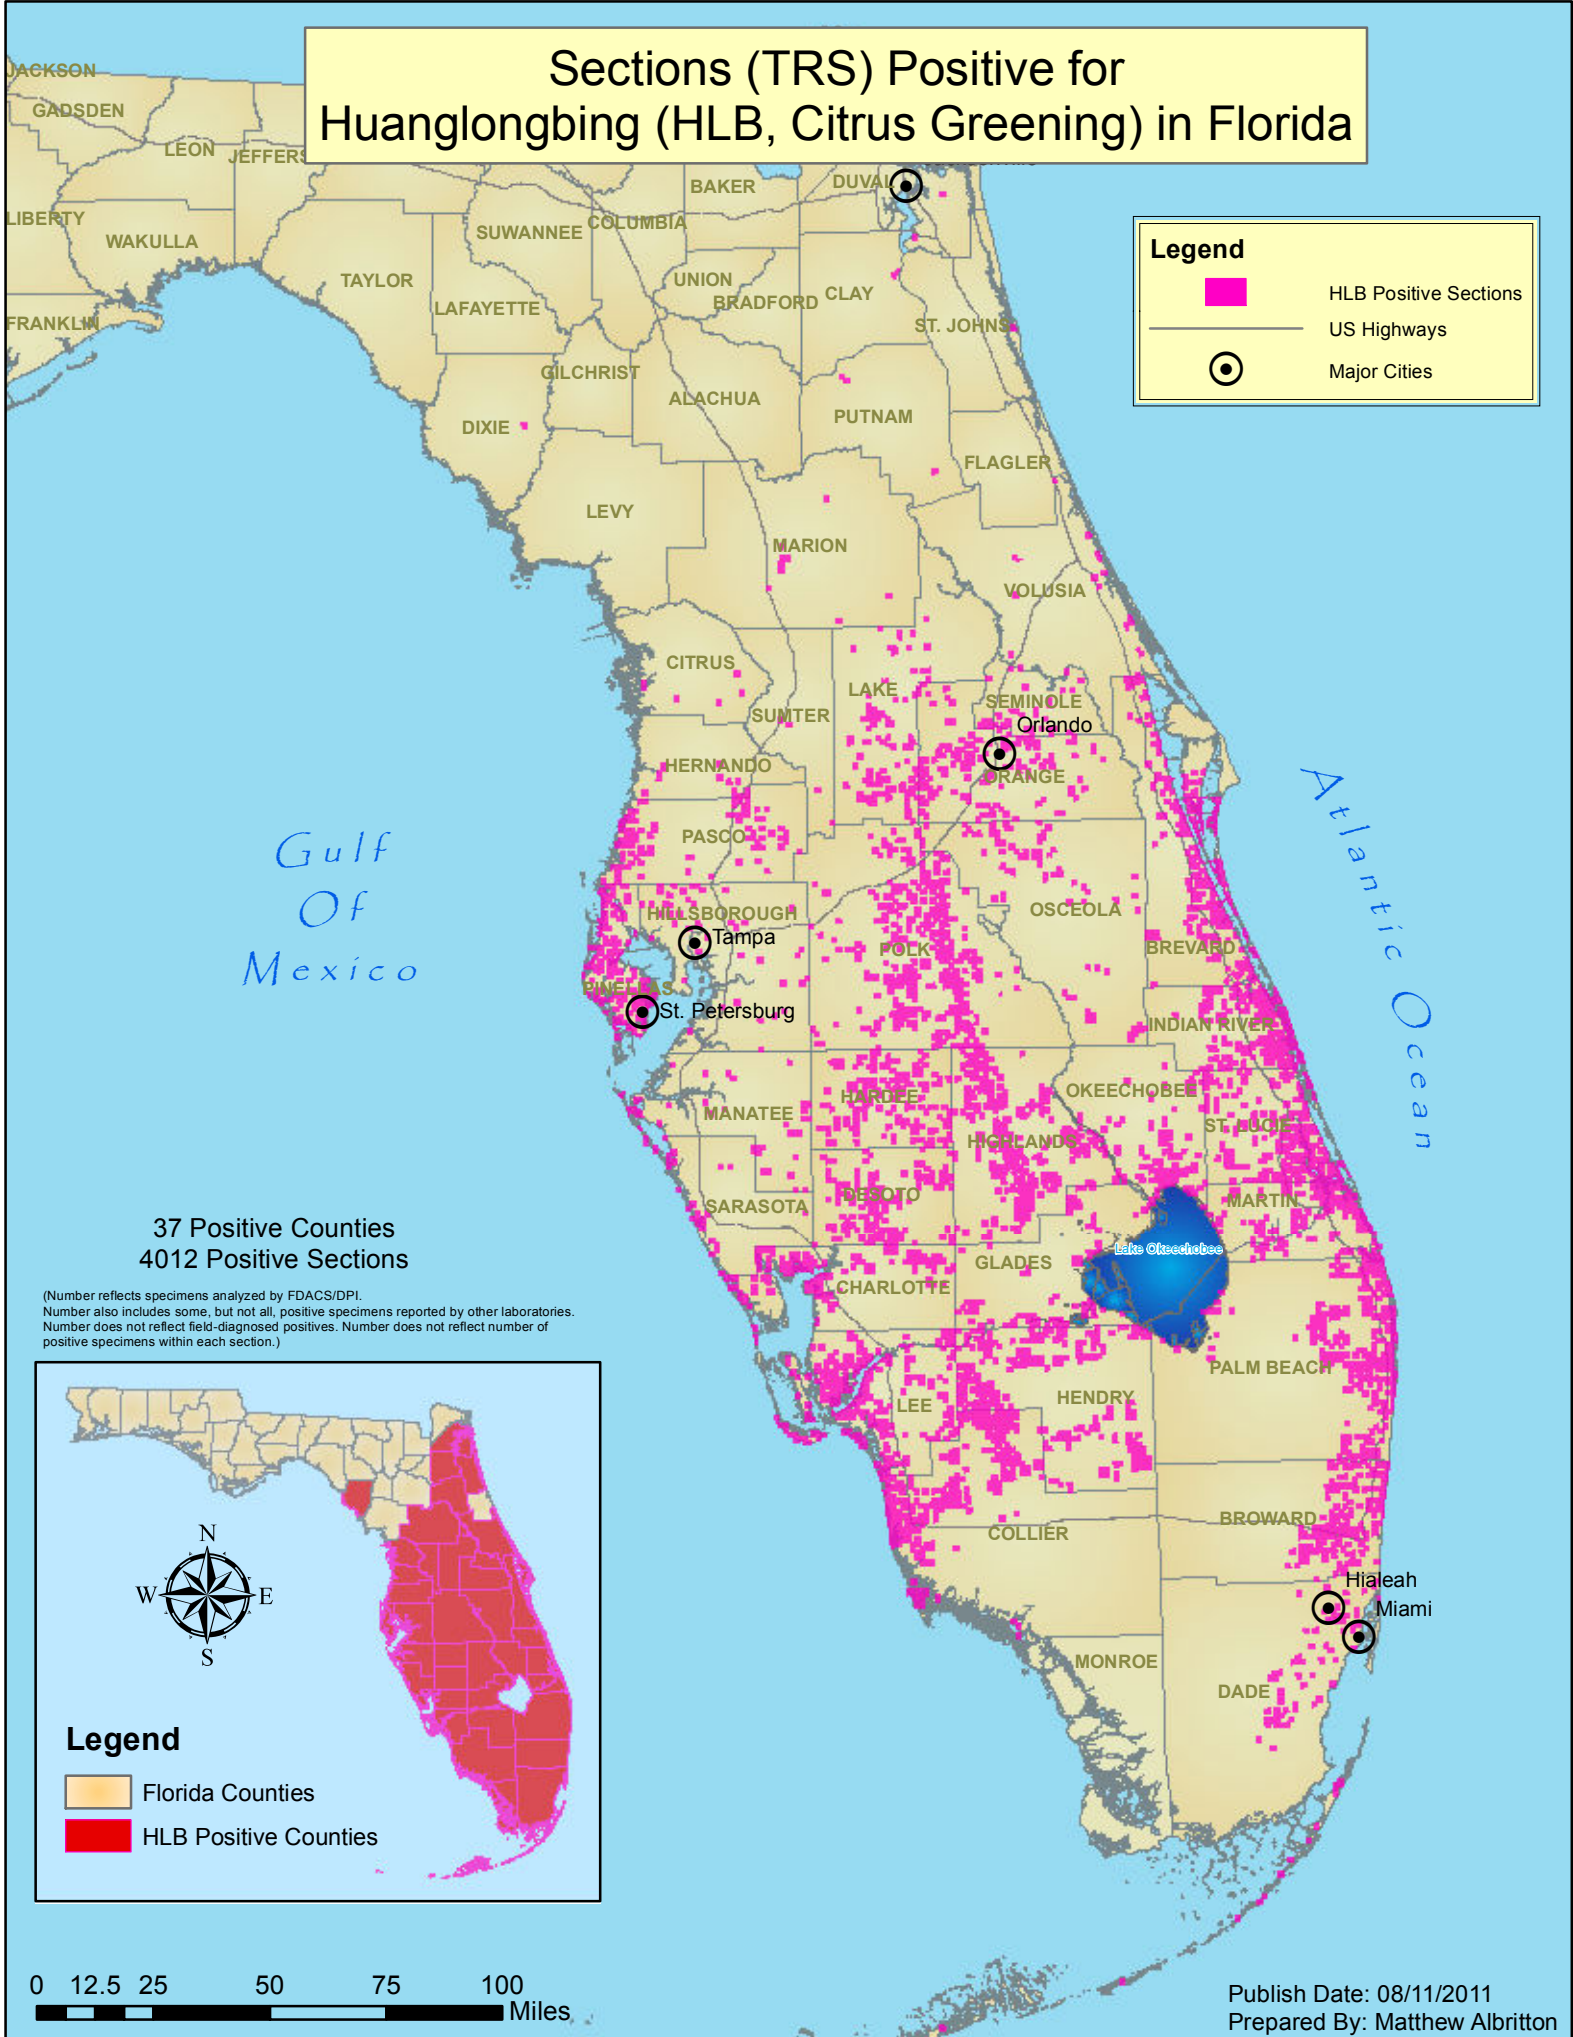 Sections (TRS) Positive for
Huanglongbing (HLB, Citrus Greening) in Florida
JACKSON
GADSDEN
LEON
JEFFERS
LIBERTY
WAKULLA
FRANKLIN
TAYLOR
SUWANNEE
COLUMBIA
BAKER
DUVAL
LAFAYETTE
UNION
BRADFORD
CLAY
ST. JOHNS
GILCHRIST
ALACHUA
PUTNAM
DIXIE
FLAGLER
LEVY
MARION
VOLUSIA
CITRUS
LAKE
SUMTER
SEMINOLE
Orlando
HERNANDO
ORANGE
PASCO
OSCEOLA
HILLSBOROUGH
Tampa
POLK
BREVARD
PINELLAS
St. Petersburg
INDIAN RIVER
MANATEE
HARDEE
OKEECHOBEE
ST. LUCIE
HIGHLANDS
SARASOTA
DESOTO
MARTIN
Lake Okeechobee
GLADES
CHARLOTTE
PALM BEACH
LEE
HENDRY
COLLIER
BROWARD
Hialeah
Miami
MONROE
DADE
Legend
HLB Positive Sections
US Highways
Major Cities
Gulf
Of
Mexico
Atlantic Ocean
37 Positive Counties
4012 Positive Sections
(Number reflects specimens analyzed by FDACS/DPI.
Number also includes some, but not all, positive specimens reported by other laboratories.
Number does not reflect field-diagnosed positives. Number does not reflect number of
positive specimens within each section.)
N
W E
S
Legend
Florida Counties
HLB Positive Counties
0 12.5 25 50 75 100
Miles
Publish Date: 08/11/2011
Prepared By: Matthew Albritton